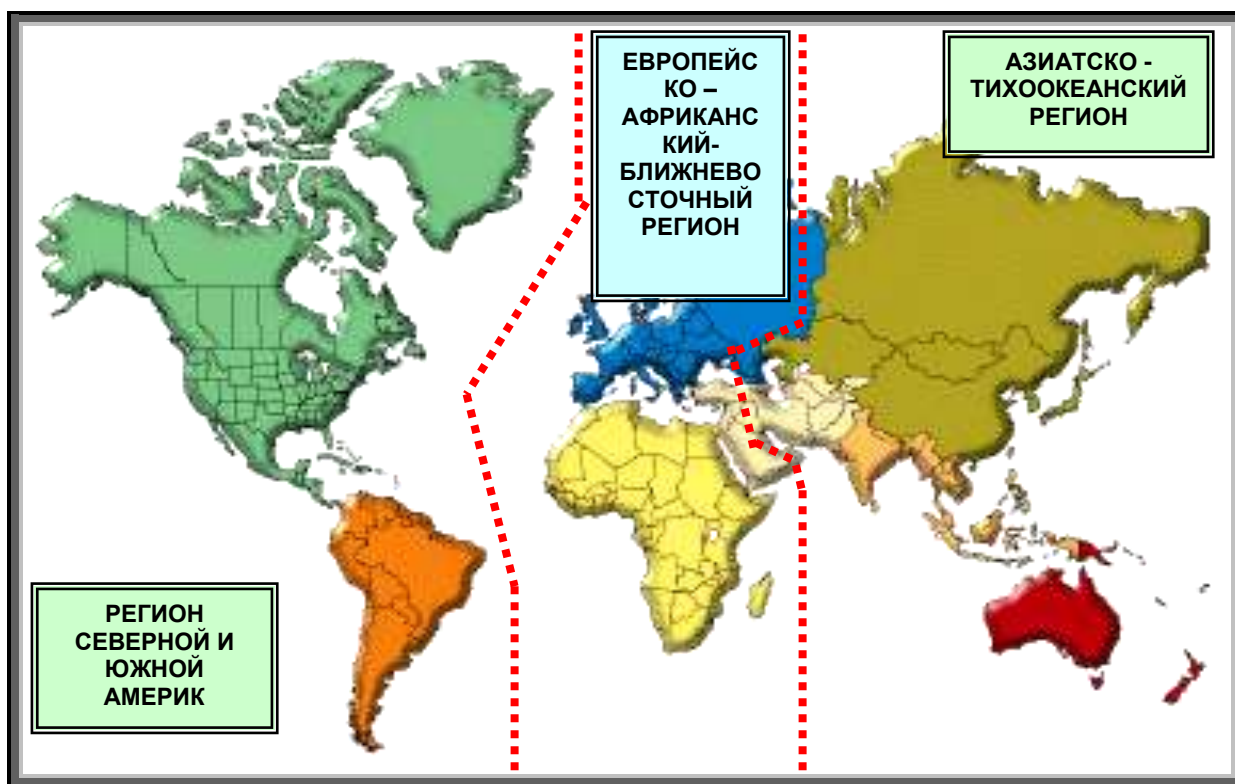 ЕВРОПЕЙС
КО –
АФРИКАНС
КИЙ-
БЛИЖНЕВО
СТОЧНЫЙ
РЕГИОН
АЗИАТСКО -
ТИХООКЕАНСКИЙ
РЕГИОН
РЕГИОН
СЕВЕРНОЙ И
ЮЖНОЙ
АМЕРИК